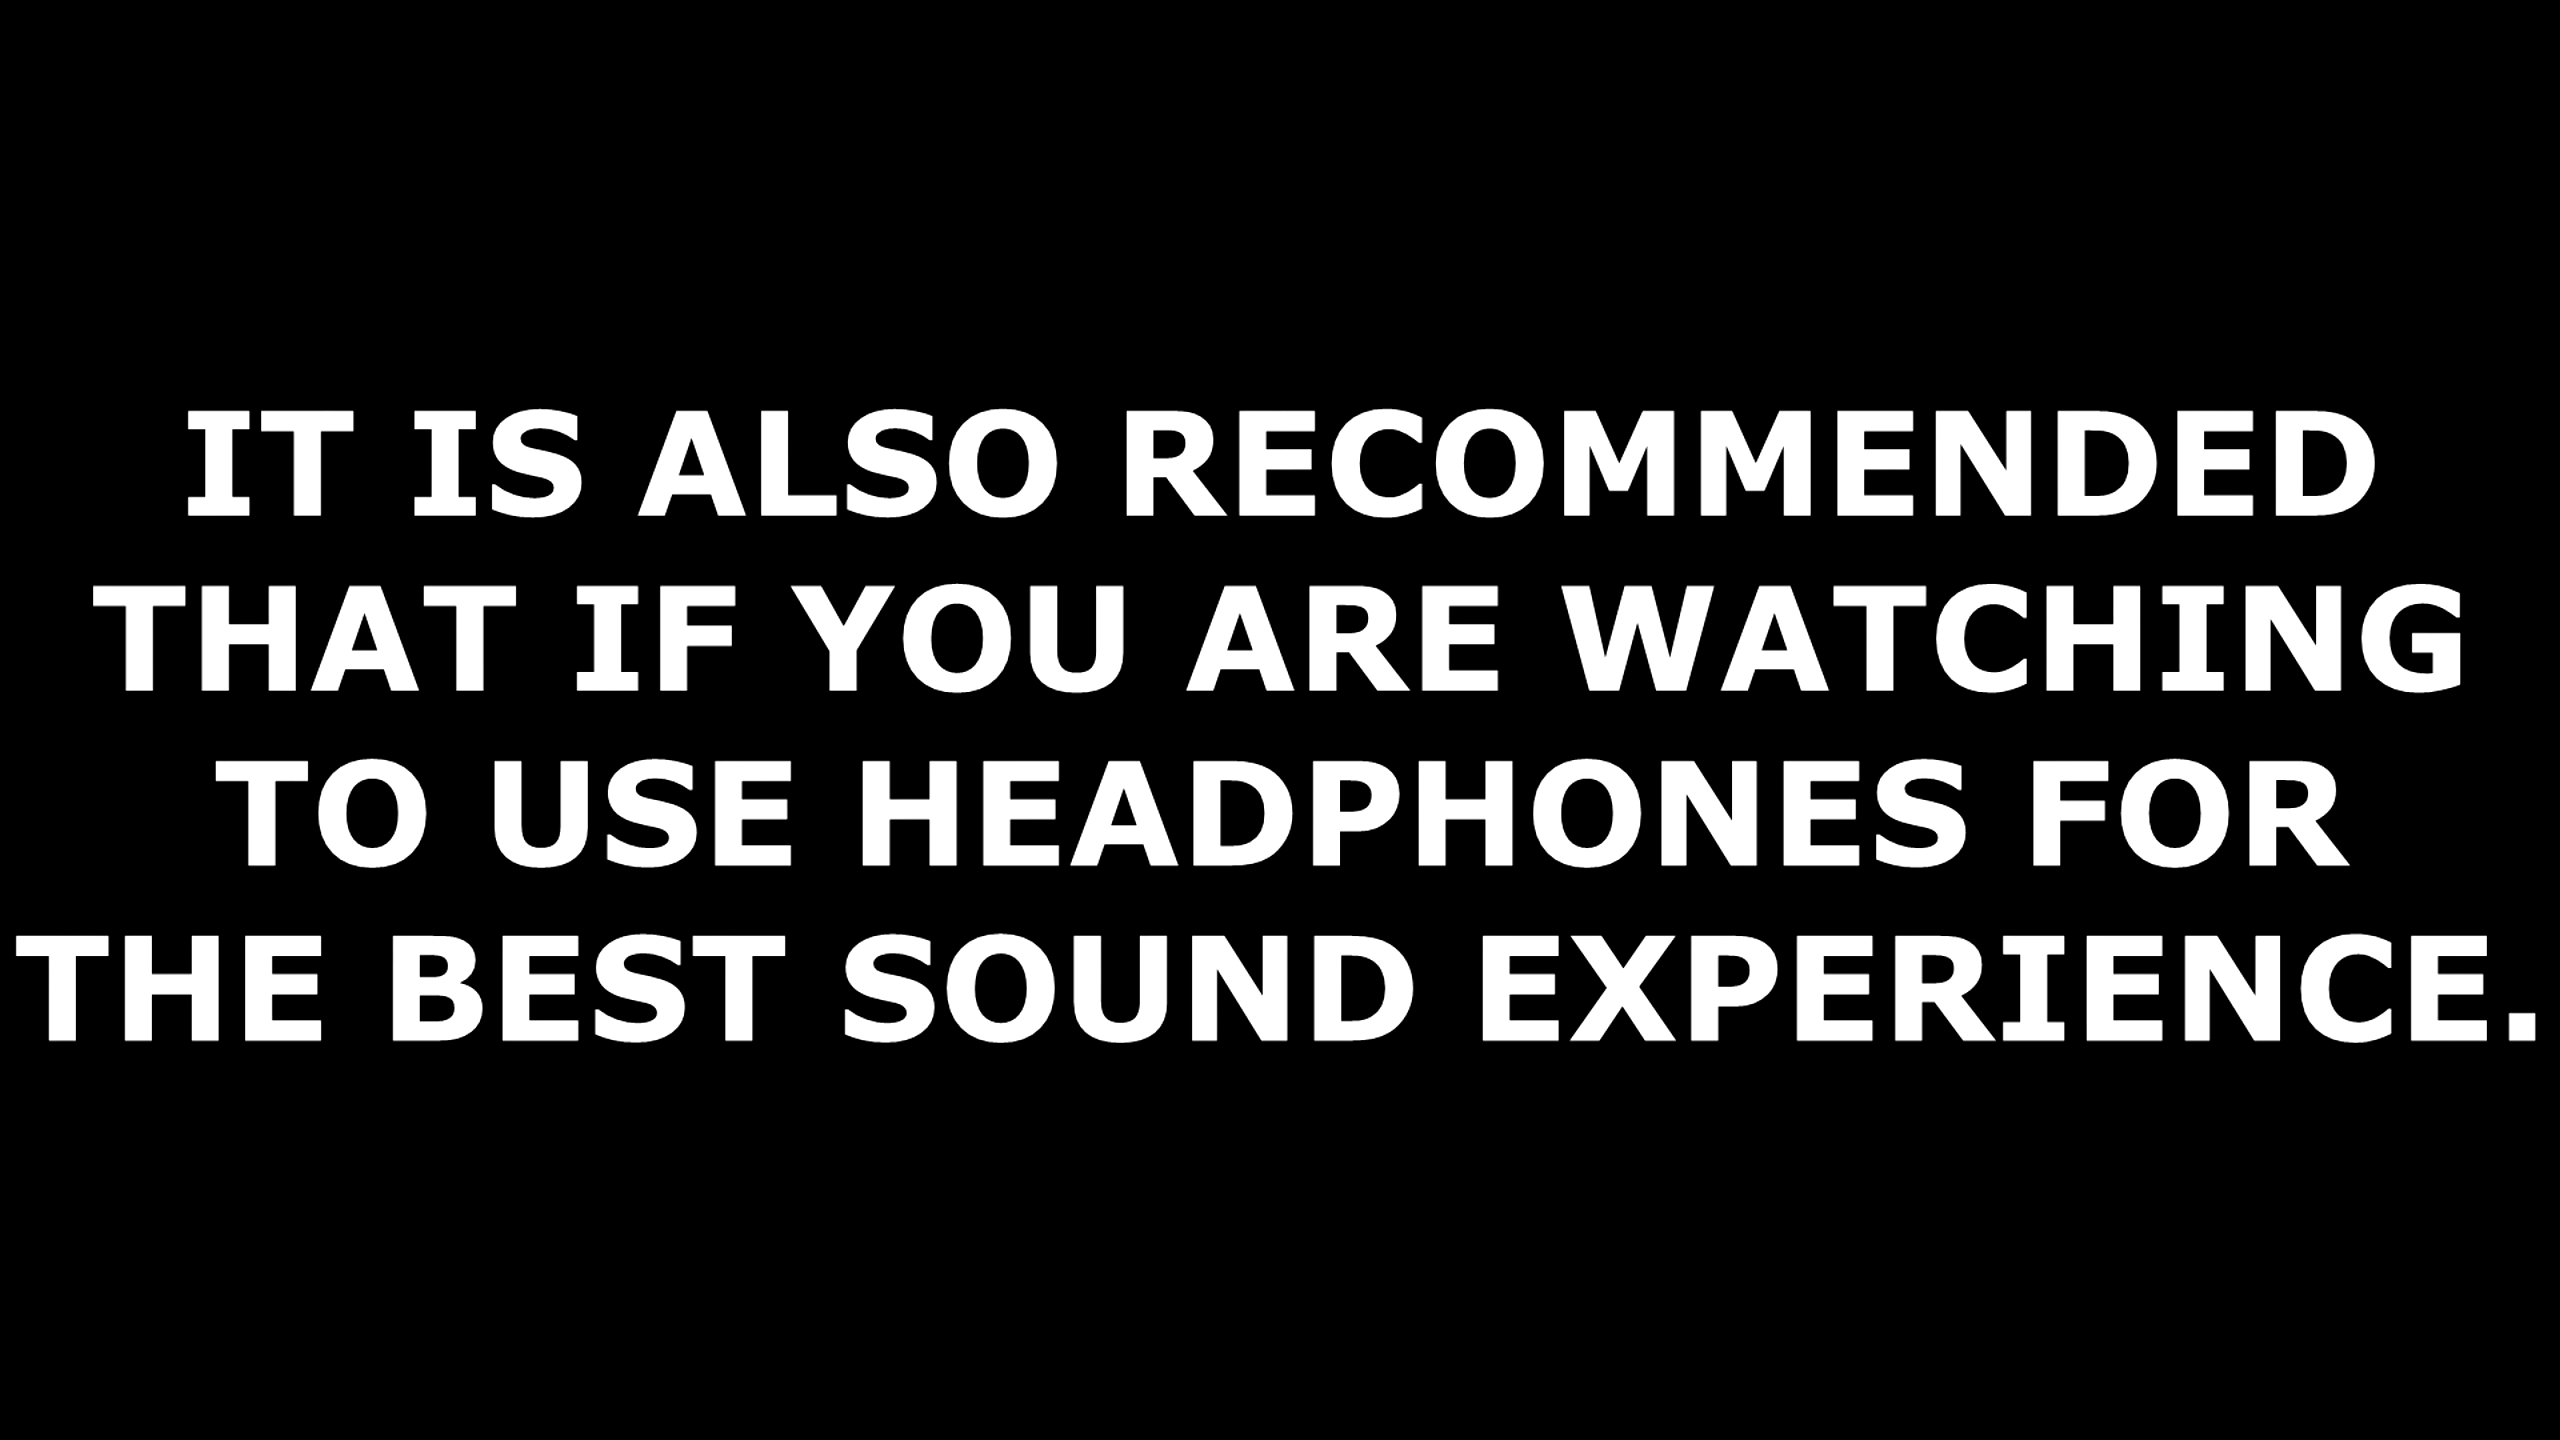 IT IS ALSO RECOMMENDED
THAT IF YOU ARE WATCHING
TO USE HEADPHONES FOR
THE BEST SOUND EXPERIENCE.